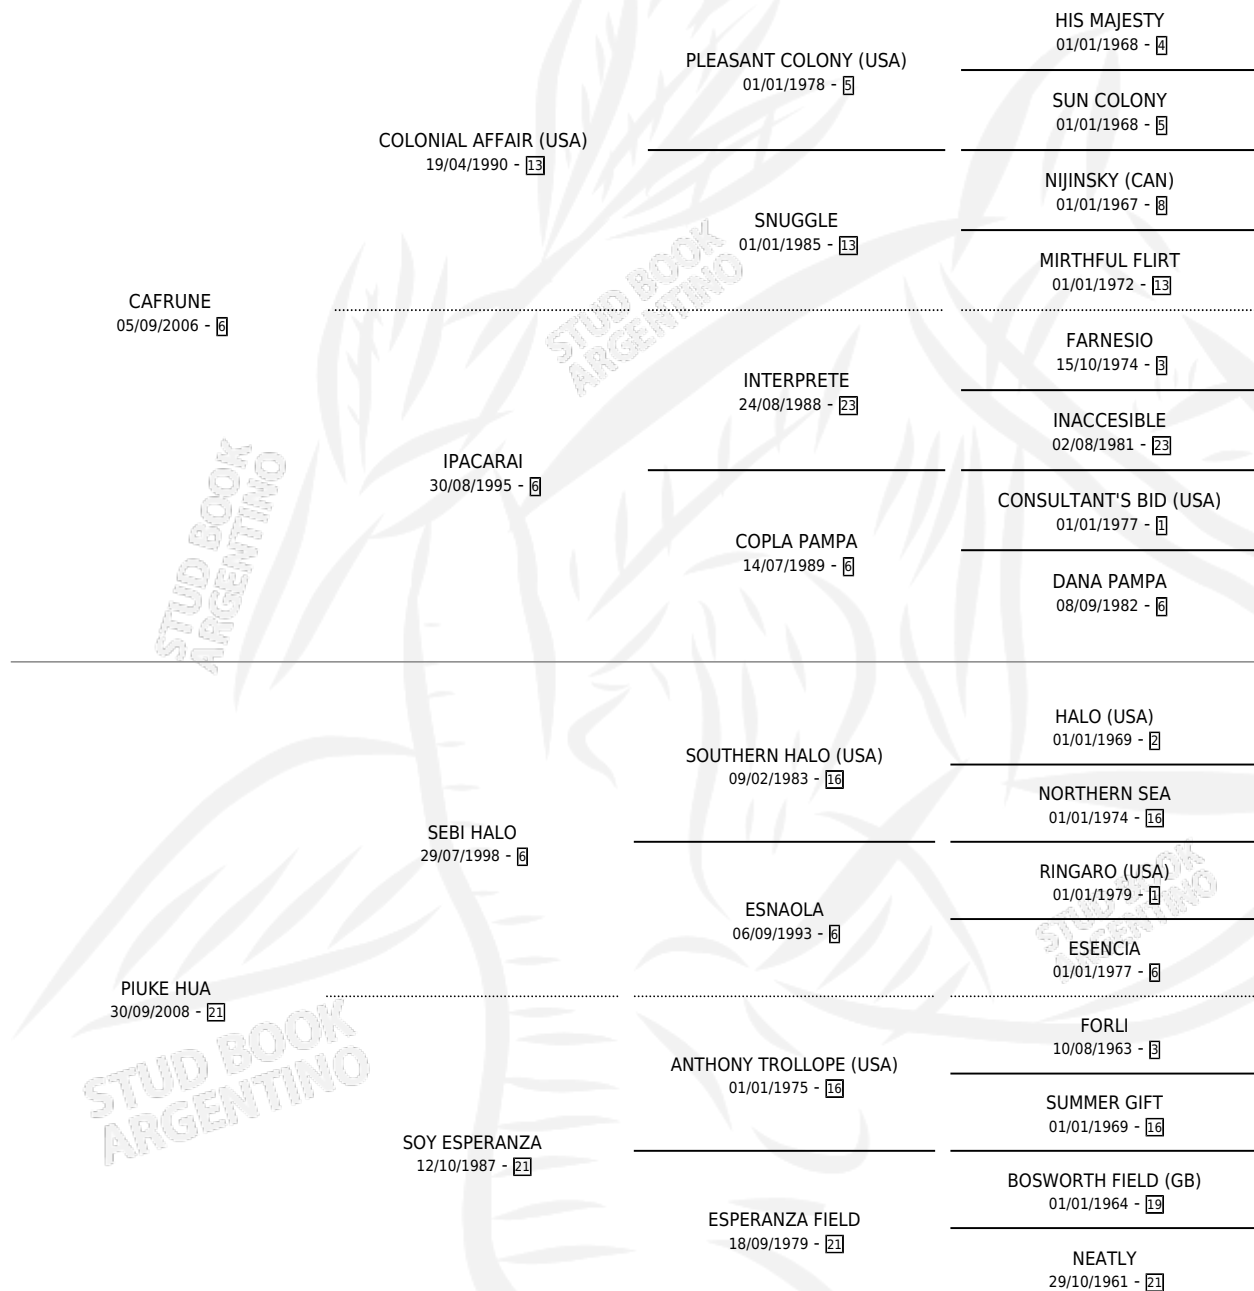 HIS MAJESTY
01/01/1968 - 4
PLEASANT COLONY (USA)
01/01/1978 - 5
SUN COLONY
01/01/1968 - 5
COLONIAL AFFAIR (USA)
19/04/1990 - 13
NIJINSKY (CAN)
01/01/1967 - 8
SNUGGLE
01/01/1985 - 13
MIRTHFUL FLIRT
01/01/1972 - 13
CAFRUNE
05/09/2006 - 6
FARNESIO
15/10/1974 - 3
INTERPRETE
24/08/1988 - 23
INACCESIBLE
02/08/1981 - 23
IPACARAI
30/08/1995 - 6
CONSULTANT'S BID (USA)
01/01/1977 - 1
COPLA PAMPA
14/07/1989 - 6
DANA PAMPA
08/09/1982 - 6
HALO (USA)
01/01/1969 - 2
SOUTHERN HALO (USA)
09/02/1983 - 16
NORTHERN SEA
01/01/1974 - 16
SEBI HALO
29/07/1998 - 6
RINGARO (USA)
01/01/1979 - 1
ESNAOLA
06/09/1993 - 6
ESENCIA
01/01/1977 - 6
PIUKE HUA
30/09/2008 - 21
FORLI
10/08/1963 - 3
ANTHONY TROLLOPE (USA)
01/01/1975 - 16
SUMMER GIFT
01/01/1969 - 16
SOY ESPERANZA
12/10/1987 - 21
BOSWORTH FIELD (GB)
01/01/1964 - 19
ESPERANZA FIELD
18/09/1979 - 21
NEATLY
29/10/1961 - 21
STUD BOOK
ARGENTINO
STUD BOOK
ARGENTINO
STUD BOOK
ARGENTINO
STUD BOOK
ARGENTINO